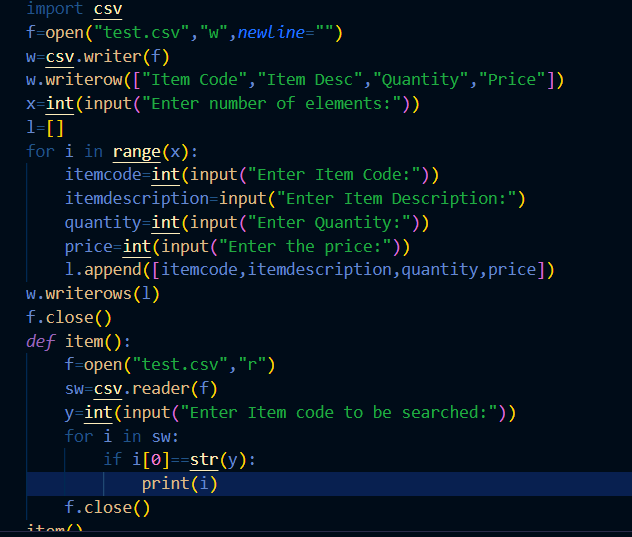 import csv
f=open("test.csv","w",newline="")
w=csv.writer(f)
w.writerow(["Item Code","Item Desc","Quantity","Price"])
x=int(input("Enter number of elements:"))
l=[]
for i in range(x):
    itemcode=int(input("Enter Item Code:"))
    itemdescription=input("Enter Item Description:")
    quantity=int(input("Enter Quantity:"))
    price=int(input("Enter the price:"))
    l.append([itemcode,itemdescription,quantity,price])
w.writerows(l)
f.close()
def item():
    f=open("test.csv","r")
    sw=csv.reader(f)
    y=int(input("Enter Item code to be searched:"))
    for i in sw:
        if i[0]==str(y):
            print(i)
    f.close()
item()